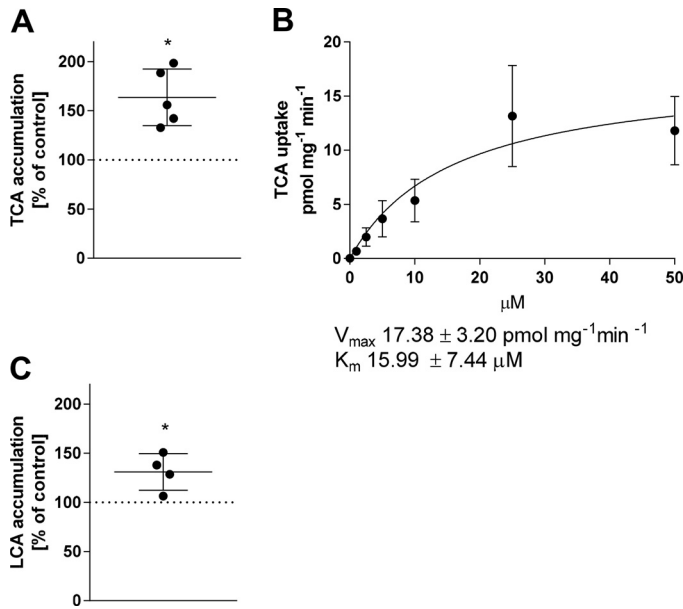 A
*
TCA accumulation
[% of control]
200
150
100
50
0
B
TCA uptake
pmol mg⁻¹ min⁻¹
20
15
10
5
0
0 10 20 30 40 50
μM
Vmax 17.38 ± 3.20 pmol mg⁻¹min ⁻¹
Km 15.99 ± 7.44 μM
C
*
LCA accumulation
[% of control]
200
150
100
50
0